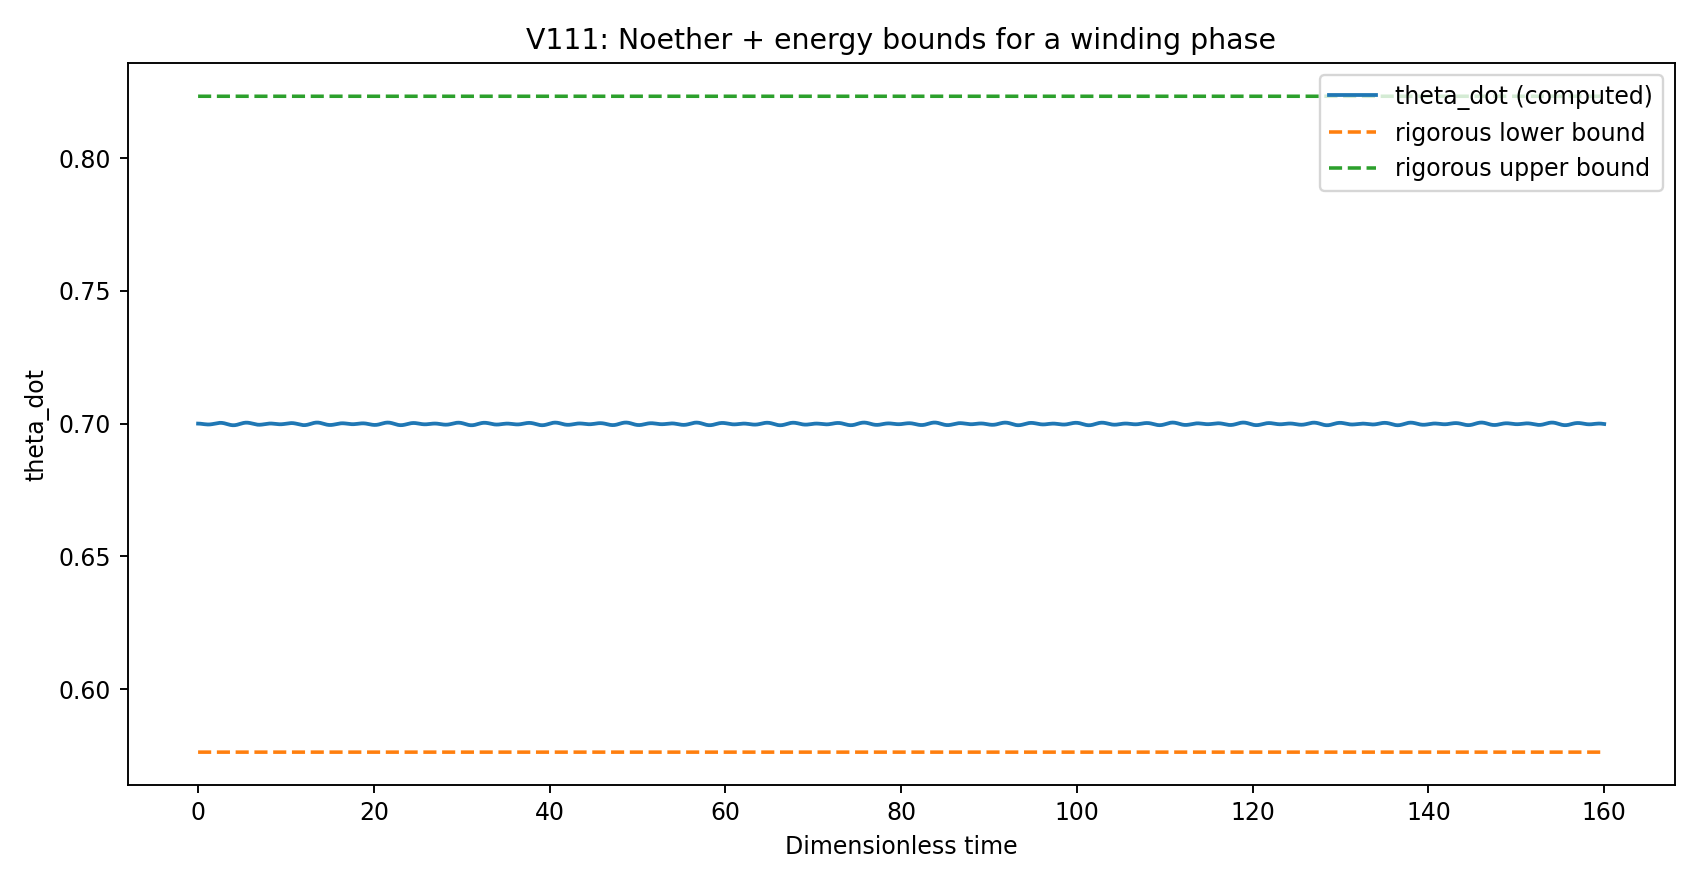 V111: Noether + energy bounds for a winding phase
theta_dot (computed)
rigorous lower bound
rigorous upper bound
0.80
0.75
0.70
0.65
0.60
theta_dot
0
20
40
60
80
100
120
140
160
Dimensionless time